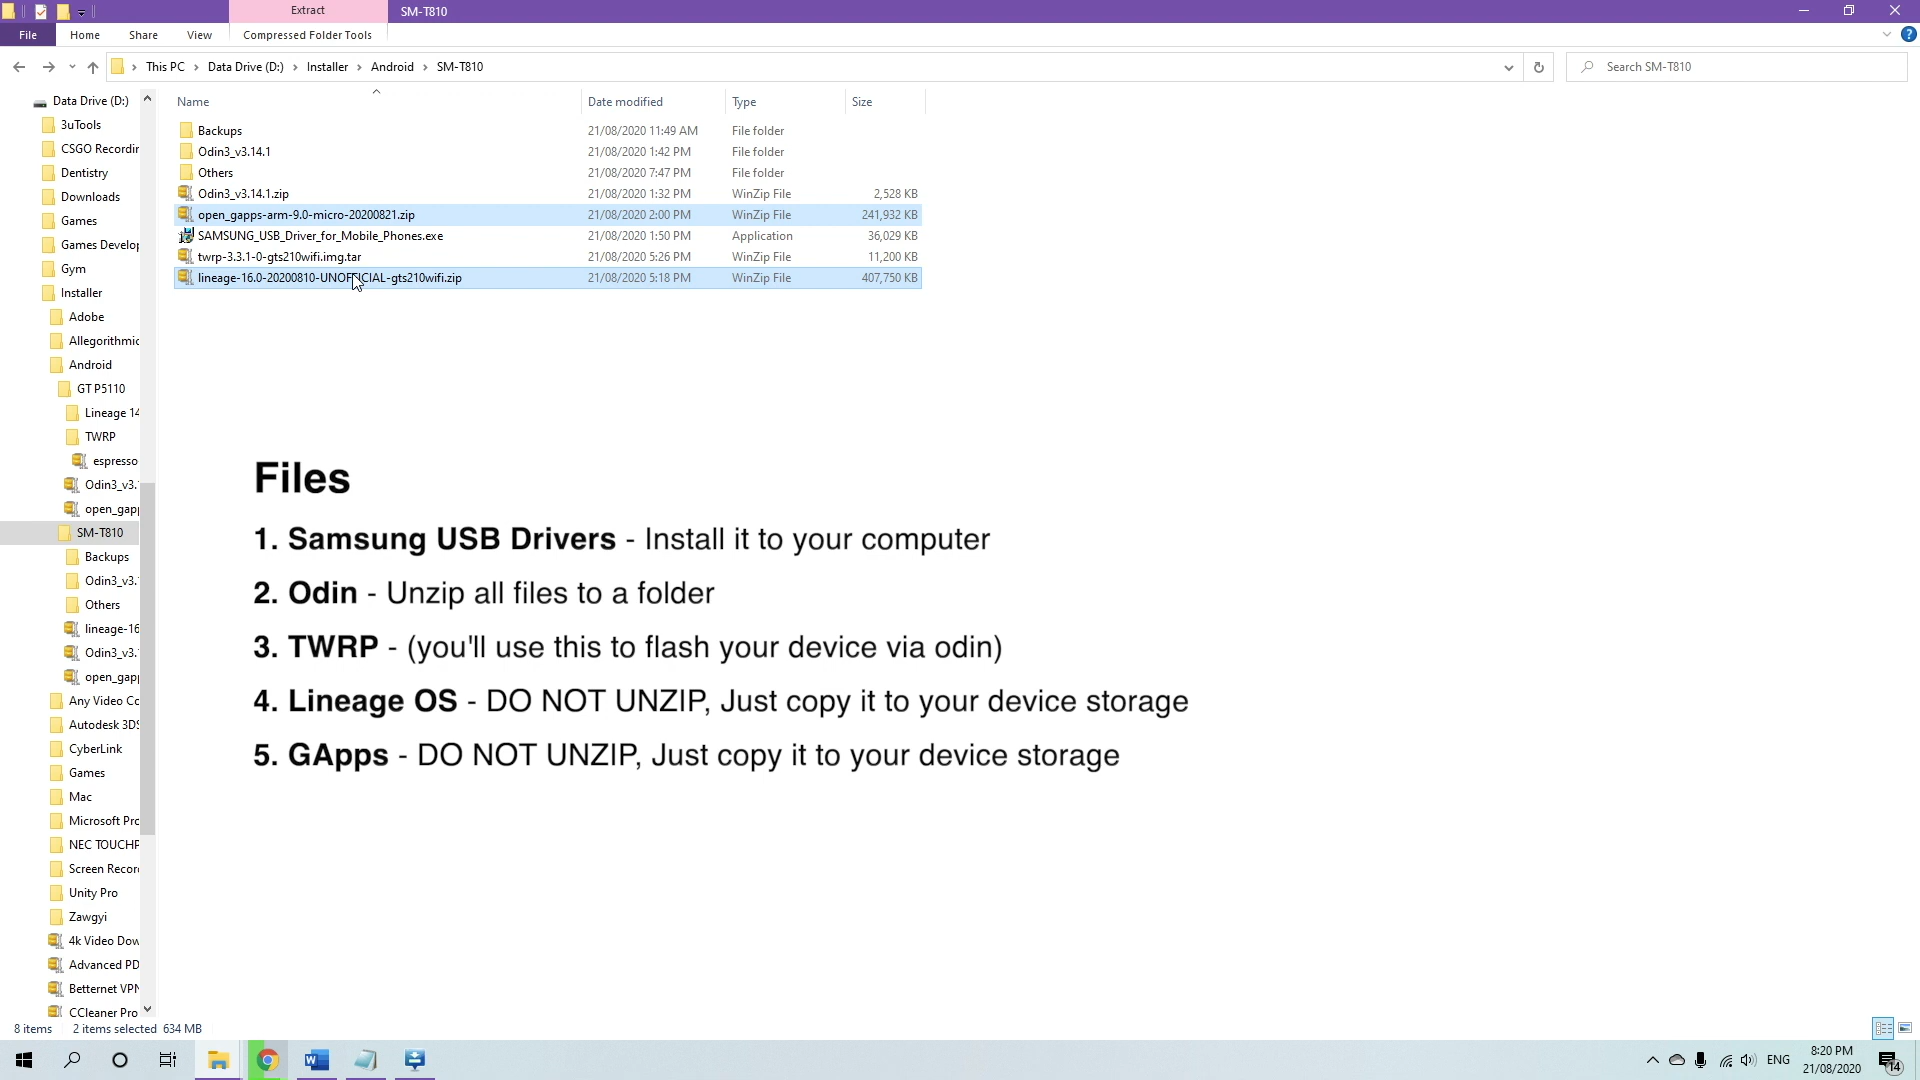 Extract
SM-T810
File
Home
Share
View
Compressed Folder Tools
This PC > Data Drive (D:) > Installer > Android > SM-T810
Search SM-T810
Name
Date modified
Type
Size
Backups 21/08/2020 11:49 AM File folder
Odin3_v3.14.1 21/08/2020 1:42 PM File folder
Others 21/08/2020 7:47 PM File folder
Odin3_v3.14.1.zip 21/08/2020 1:32 PM WinZip File 2,528 KB
open_gapps-arm-9.0-micro-20200821.zip 21/08/2020 2:00 PM WinZip File 241,932 KB
SAMSUNG_USB_Driver_for_Mobile_Phones.exe 21/08/2020 1:50 PM Application 36,029 KB
twrp-3.3.1-0-gts210wifi.img.tar 21/08/2020 5:26 PM WinZip File 11,200 KB
lineage-16.0-20200810-UNOFFICIAL-gts210wifi.zip 21/08/2020 5:18 PM WinZip File 407,750 KB
Data Drive (D:)
3uTools
CSGO Recordin
Dentistry
Downloads
Games
Games Develop
Gym
Installer
Adobe
Allegorithmic
Android
GT P5110
Lineage 14
TWRP
espresso
Odin3_v3.
open_gap
SM-T810
Backups
Odin3_v3.
Others
lineage-16
Odin3_v3.
open_gap
Any Video Co
Autodesk 3DS
CyberLink
Games
Mac
Microsoft Pro
NEC TOUCHP
Screen Recor
Unity Pro
Zawgyi
4k Video Dow
Advanced PD
Betternet VPN
CCleaner Pro
Files
1. Samsung USB Drivers - Install it to your computer
2. Odin - Unzip all files to a folder
3. TWRP - (you'll use this to flash your device via odin)
4. Lineage OS - DO NOT UNZIP, Just copy it to your device storage
5. GApps - DO NOT UNZIP, Just copy it to your device storage
8 items 2 items selected 634 MB
ENG
8:20 PM
21/08/2020
14